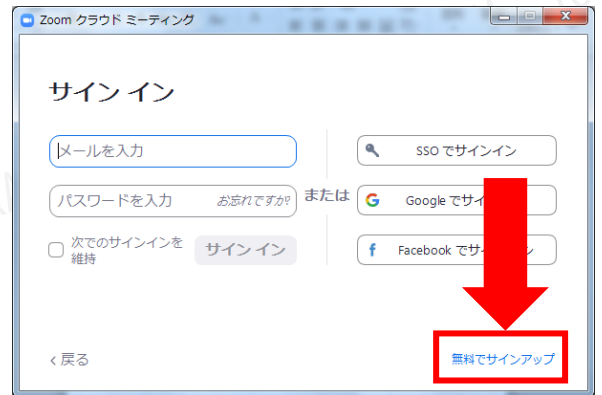 Zoom クラウド ミーティング
サイン イン
メールを入力
パスワードを入力 お忘れですか?
次でのサインインを
維持
サイン イン
または
SSO でサインイン
Google でサイ
Facebook でサ ン
< 戻る
無料でサインアップ